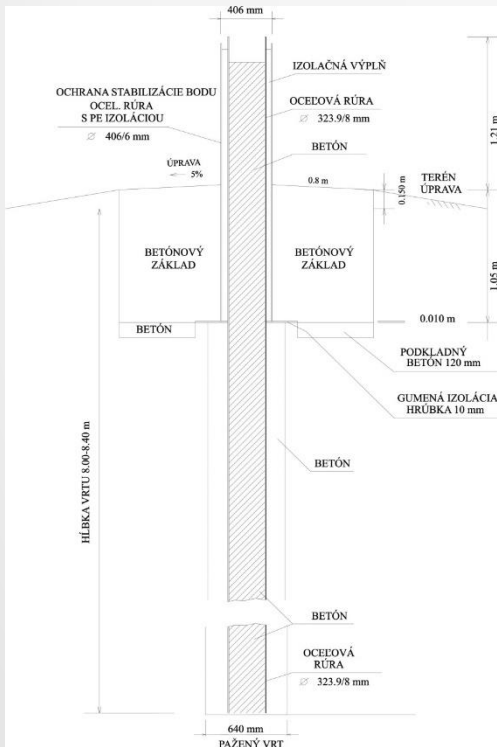 406 mm
IZOLAČNÁ VÝPLŇ
OCHRANA STABILIZÁCIE BODU
OCEL. RÚRA
S PE IZOLÁCIOU
∅ 406/6 mm
OCEĽOVÁ RÚRA
∅ 323.9/8 mm
BETÓN
1.21 m
ÚPRAVA
← 5%
0.8 m
0.150 m
TERÉN
ÚPRAVA
BETÓNOVÝ
ZÁKLAD
BETÓNOVÝ
ZÁKLAD
1.05 m
0.010 m
BETÓN
PODKLADNÝ
BETÓN 120 mm
GUMENÁ IZOLÁCIA
HRÚBKA 10 mm
HĹBKA VRTU 8.00-8.40 m
BETÓN
BETÓN
OCEĽOVÁ
RÚRA
∅ 323.9/8 mm
640 mm
PAŽENÝ VRT